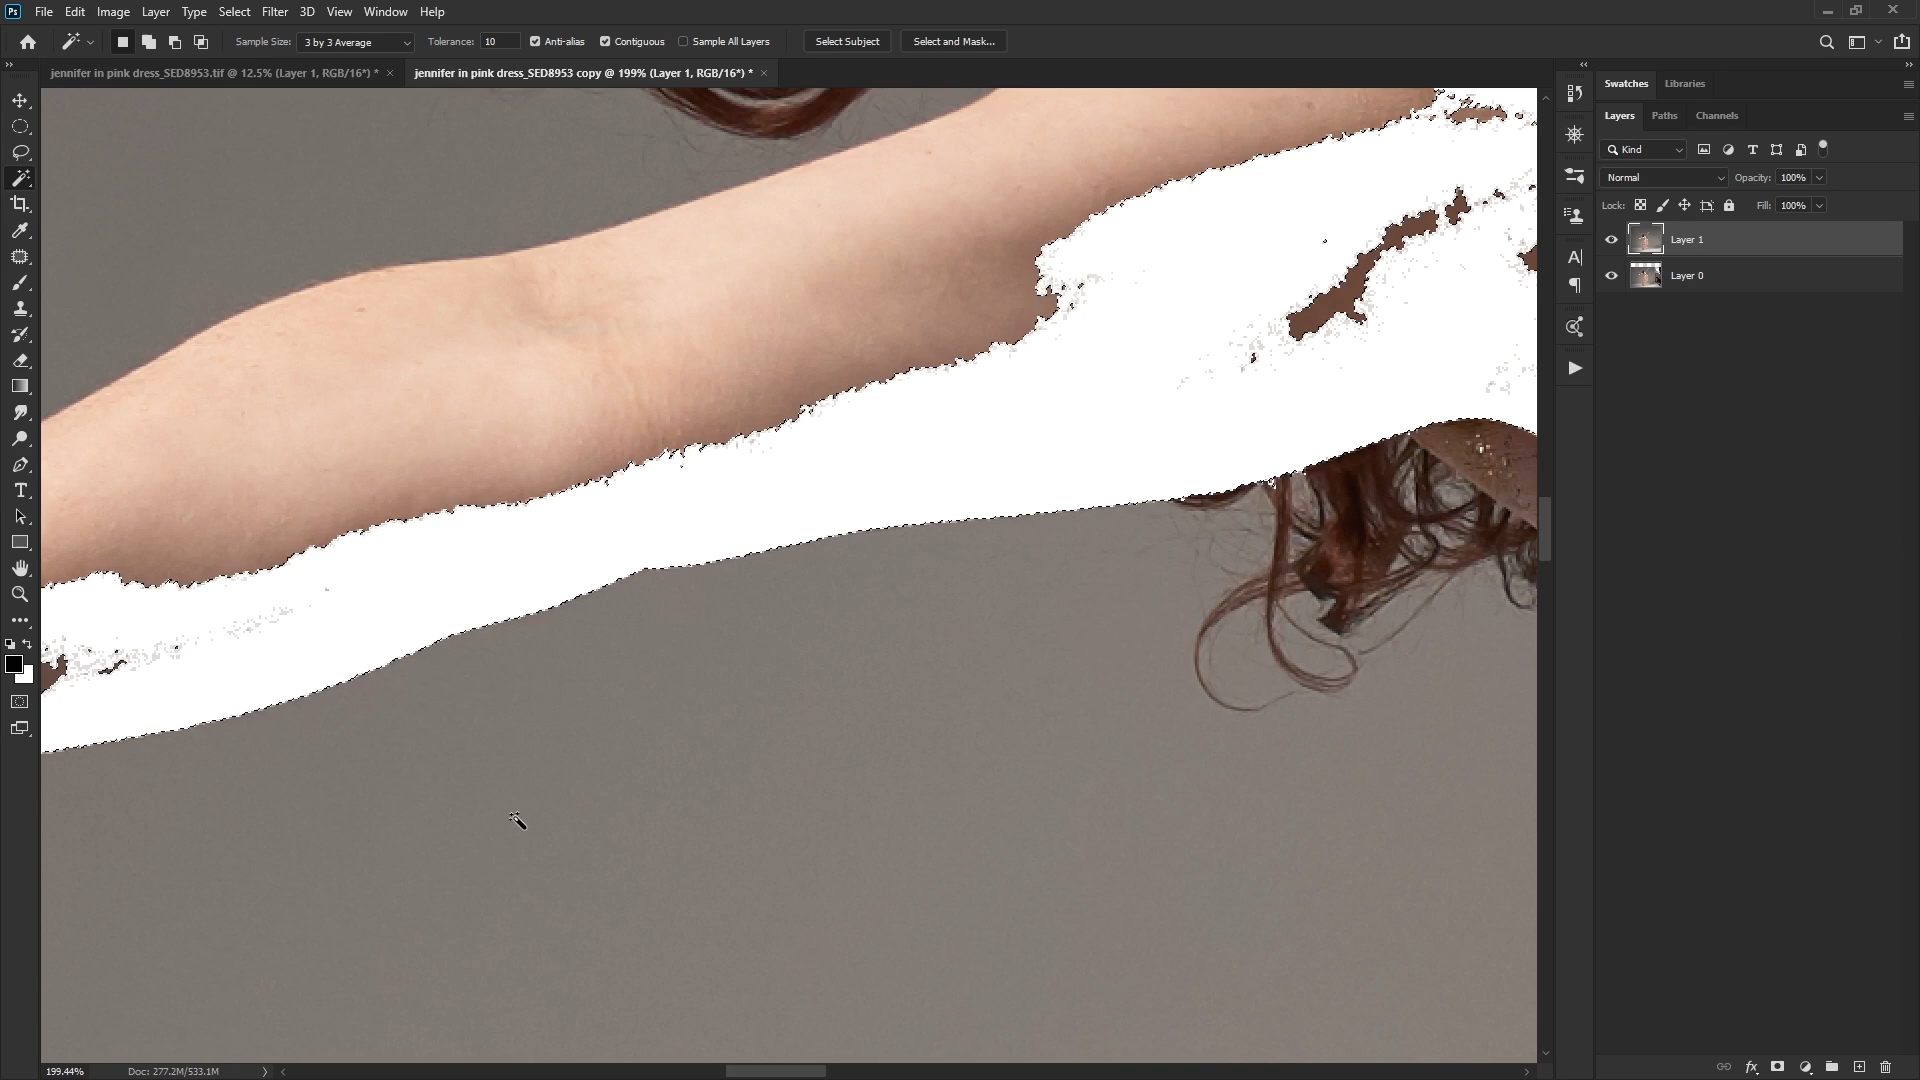 Ps File Edit Image Layer Type Select Filter 3D View Window Help
Sample Size: 3 by 3 Average Tolerance: 10 Anti-alias Contiguous Sample All Layers Select Subject Select and Mask...
jennifer in pink dress_SED8953.tif @ 12.5% (Layer 1, RGB/16*) * × jennifer in pink dress_SED8953 copy @ 199% (Layer 1, RGB/16*) * ×
Swatches Libraries
Layers Paths Channels
Kind
Normal Opacity: 100%
Lock: Fill: 100%
Layer 1
Layer 0
199.44% Doc: 277.2M/533.1M